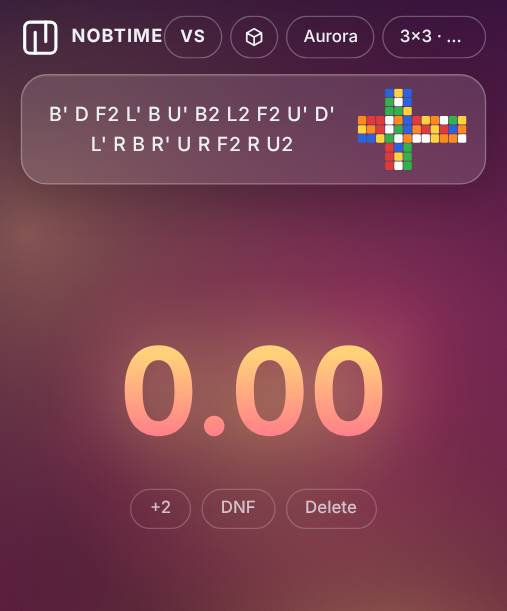 NOBTIME
VS
Aurora
3×3 · ...
B' D F2 L' B U' B2 L2 F2 U' D'
L' R B R' U R F2 R U2
0.00
+2
DNF
Delete